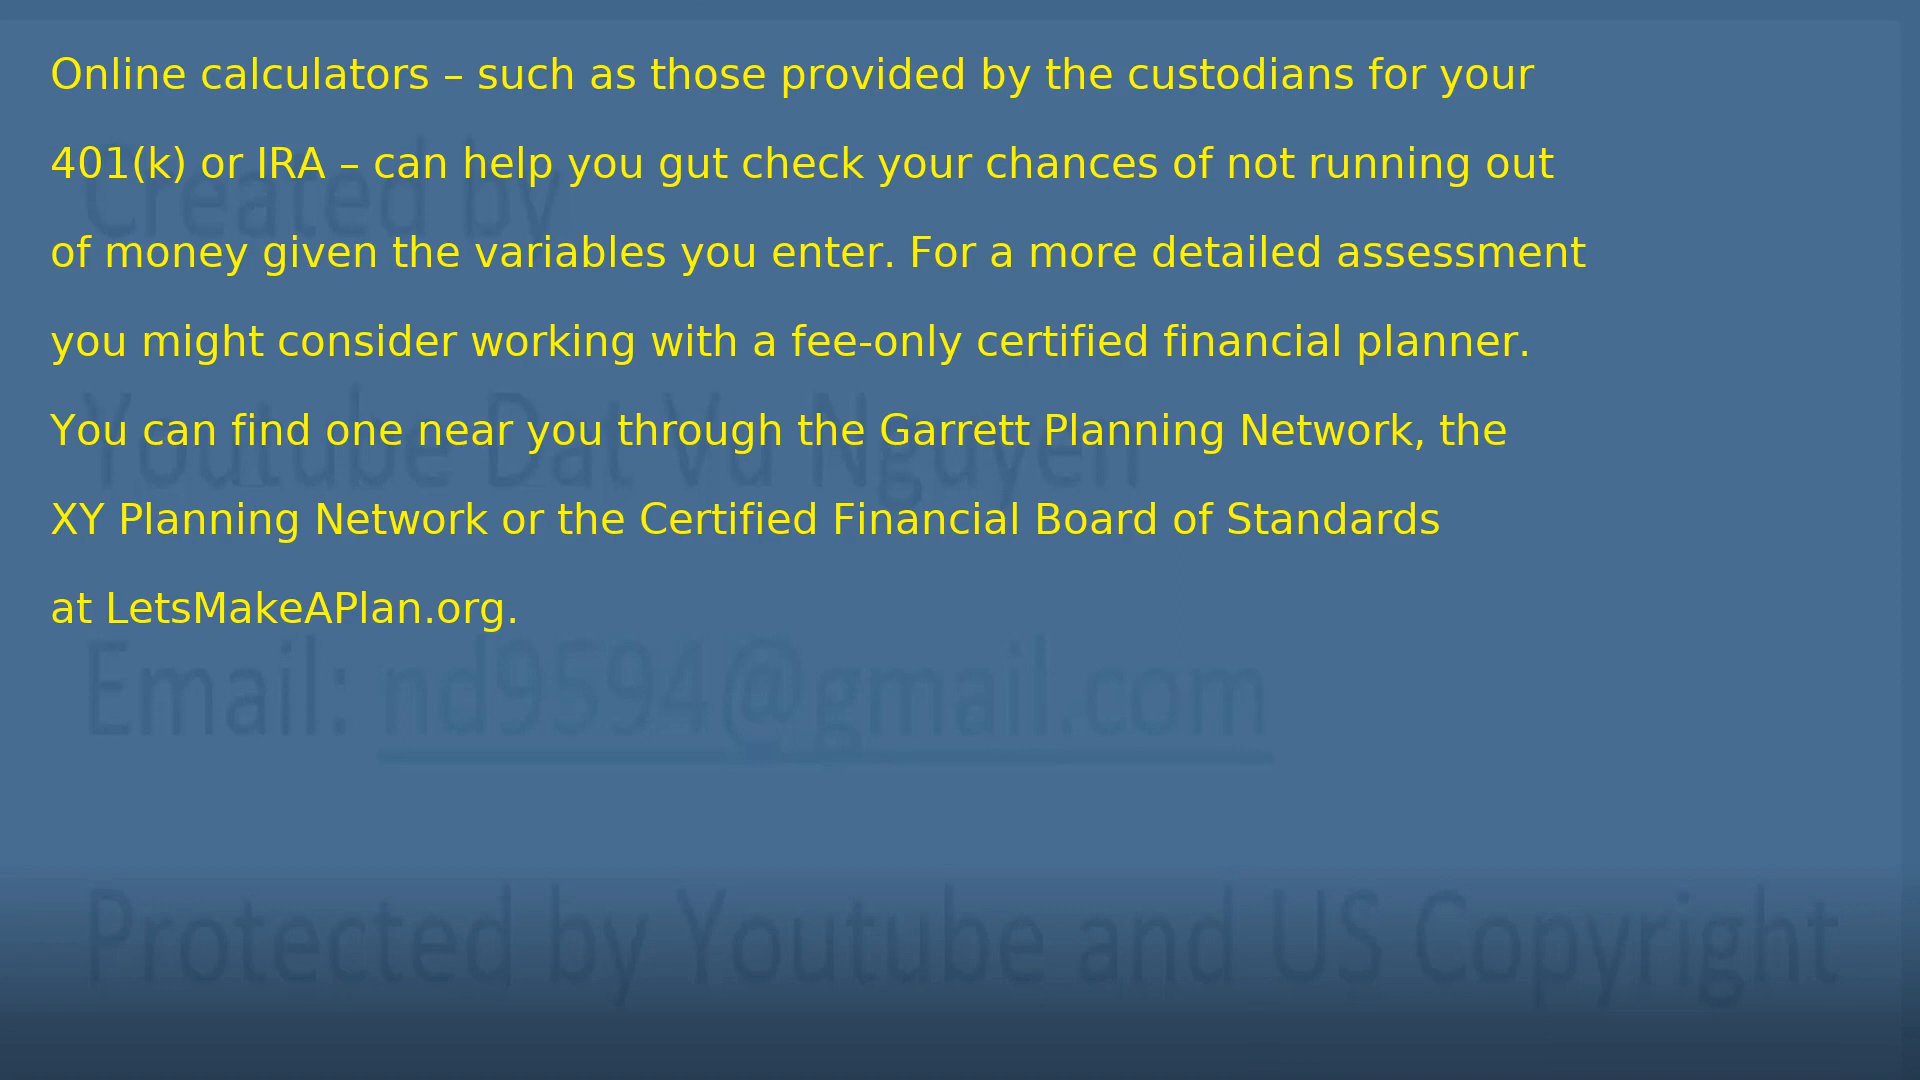 Online calculators – such as those provided by the custodians for your
401(k) or IRA – can help you gut check your chances of not running out
of money given the variables you enter. For a more detailed assessment
you might consider working with a fee-only certified financial planner.
You can find one near you through the Garrett Planning Network, the
XY Planning Network or the Certified Financial Board of Standards
at LetsMakeAPlan.org.
Created by
Youtube Dat Vu Nguyen
Email: nd9594@gmail.com
Protected by Youtube and US Copyright